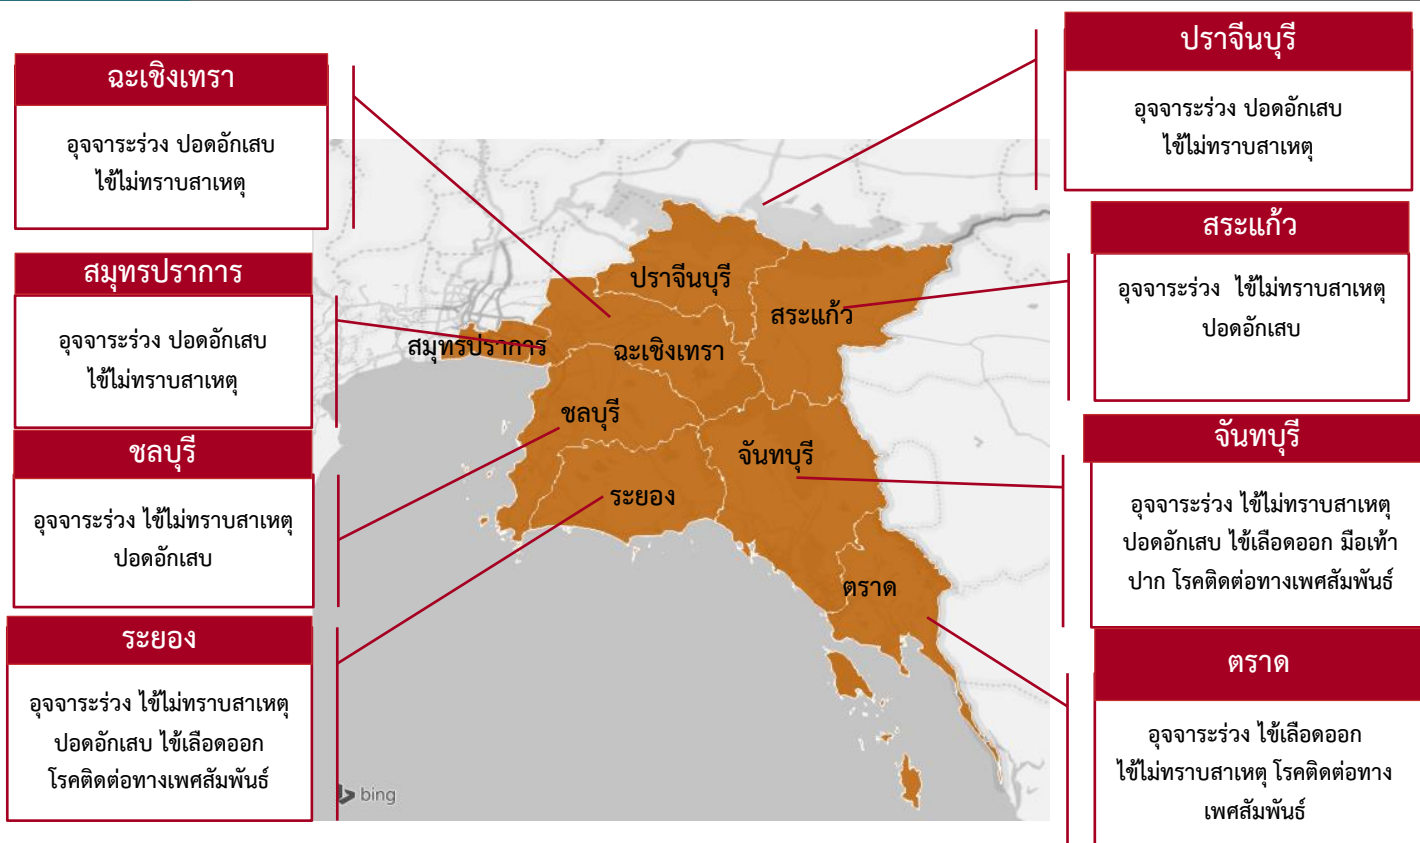 ฉะเชิงเทรา
อุจจาระร่วง ปอดอักเสบ
ไข้ไม่ทราบสาเหตุ
สมุทรปราการ
อุจจาระร่วง ปอดอักเสบ
ไข้ไม่ทราบสาเหตุ
ชลบุรี
อุจจาระร่วง ไข้ไม่ทราบสาเหตุ
ปอดอักเสบ
ระยอง
อุจจาระร่วง ไข้ไม่ทราบสาเหตุ
ปอดอักเสบ ไข้เลือดออก
โรคติดต่อทางเพศสัมพันธ์
ปราจีนบุรี
สระแก้ว
สมุทรปราการ
ฉะเชิงเทรา
ชลบุรี
จันทบุรี
ระยอง
ตราด
bing
ปราจีนบุรี
อุจจาระร่วง ปอดอักเสบ
ไข้ไม่ทราบสาเหตุ
สระแก้ว
อุจจาระร่วง ไข้ไม่ทราบสาเหตุ
ปอดอักเสบ
จันทบุรี
อุจจาระร่วง ไข้ไม่ทราบสาเหตุ
ปอดอักเสบ ไข้เลือดออก มือเท้า
ปาก โรคติดต่อทางเพศสัมพันธ์
ตราด
อุจจาระร่วง ไข้เลือดออก
ไข้ไม่ทราบสาเหตุ โรคติดต่อทาง
เพศสัมพันธ์